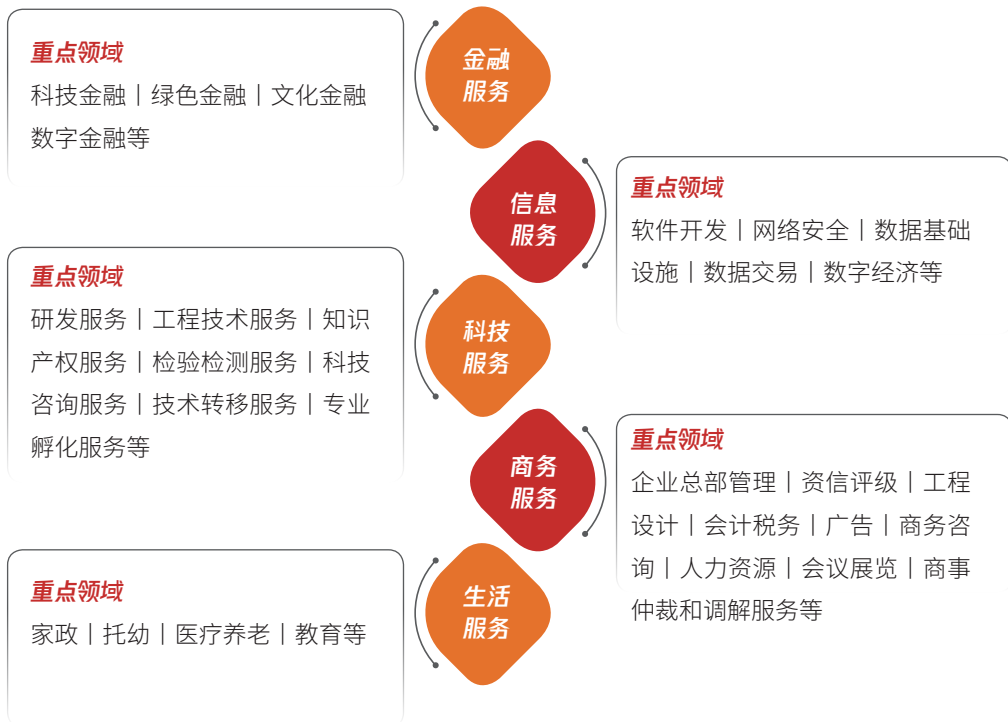 金融
服务
重点领域
科技金融丨绿色金融丨文化金融
数字金融等
信息
服务
重点领域
软件开发丨网络安全丨数据基础
设施丨数据交易丨数字经济等
科技
服务
重点领域
研发服务丨工程技术服务丨知识
产权服务丨检验检测服务丨科技
咨询服务丨技术转移服务丨专业
孵化服务等
商务
服务
重点领域
企业总部管理丨资信评级丨工程
设计丨会计税务丨广告丨商务咨
询丨人力资源丨会议展览丨商事
仲裁和调解服务等
生活
服务
重点领域
家政丨托幼丨医疗养老丨教育等